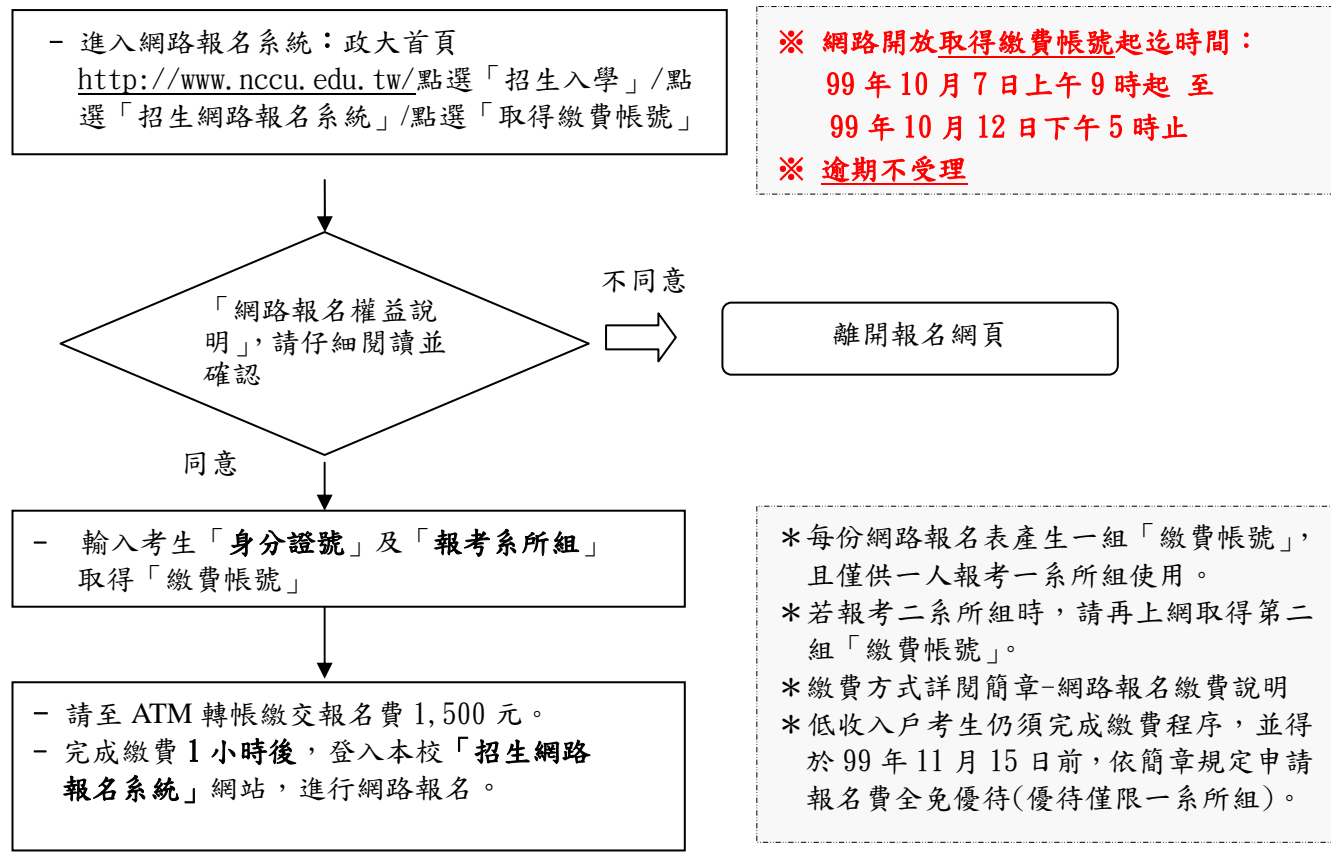 - 進入網路報名系統：政大首頁
http://www.nccu.edu.tw/點選「招生入學」/點
選「招生網路報名系統」/點選「取得繳費帳號」
※ 網路開放取得繳費帳號起迄時間：
99 年 10 月 7 日上午 9 時起 至
99 年 10 月 12 日下午 5 時止
※ 逾期不受理
「網路報名權益說
明」，請仔細閱讀並
確認
不同意
離開報名網頁
同意
- 輸入考生「身分證號」及「報考系所組」
取得「繳費帳號」
- 請至 ATM 轉帳繳交報名費 1,500 元。
- 完成繳費 1 小時後，登入本校「招生網路
報名系統」網站，進行網路報名。
＊每份網路報名表產生一組「繳費帳號」，
且僅供一人報考一系所組使用。
＊若報考二系所組時，請再上網取得第二
組「繳費帳號」。
＊繳費方式詳閱簡章-網路報名繳費說明
＊低收入戶考生仍須完成繳費程序，並得
於 99 年 11 月 15 日前，依簡章規定申請
報名費全免優待(優待僅限一系所組)。